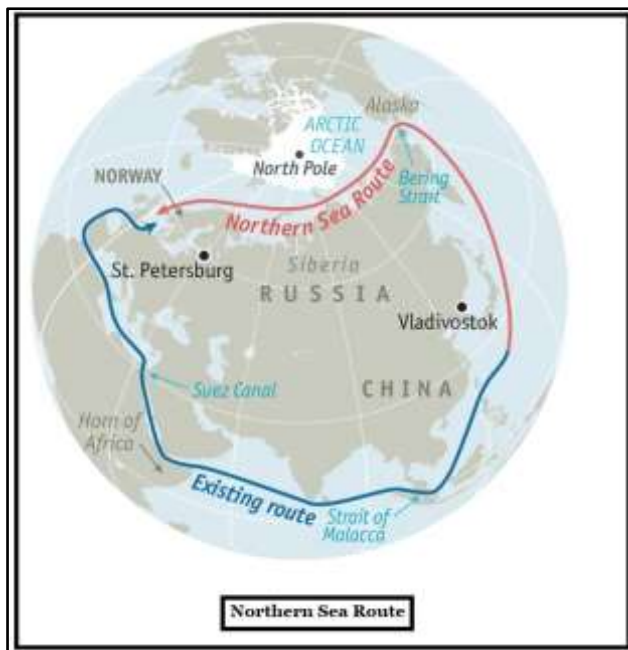 Alaska
ARCTIC
OCEAN
North Pole
NORWAY
Bering
Strait
Northern Sea Route
St. Petersburg
Siberia
RUSSIA
Vladivostok
Suez Canal
CHINA
Horn of
Africa
Existing route
Strait of
Malacca
Northern Sea Route